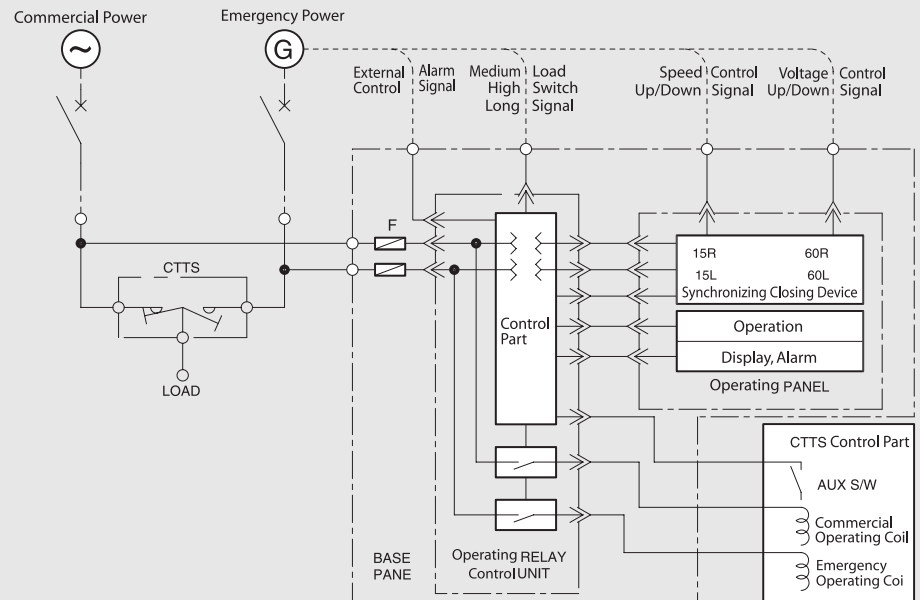 Commercial Power
Emergency Power
~
G
External
Control
Alarm
Signal
Medium
High
Long
Load
Switch
Signal
Speed
Up/Down
Control
Signal
Voltage
Up/Down
Control
Signal
F
CTTS
LOAD
15R 60R
15L 60L
Synchronizing Closing Device
Control
Part
Operation
Display, Alarm
Operating PANEL
CTTS Control Part
AUX S/W
Commercial
Operating Coil
Emergency
Operating Coi
BASE
PANE
Operating RELAY
Control UNIT